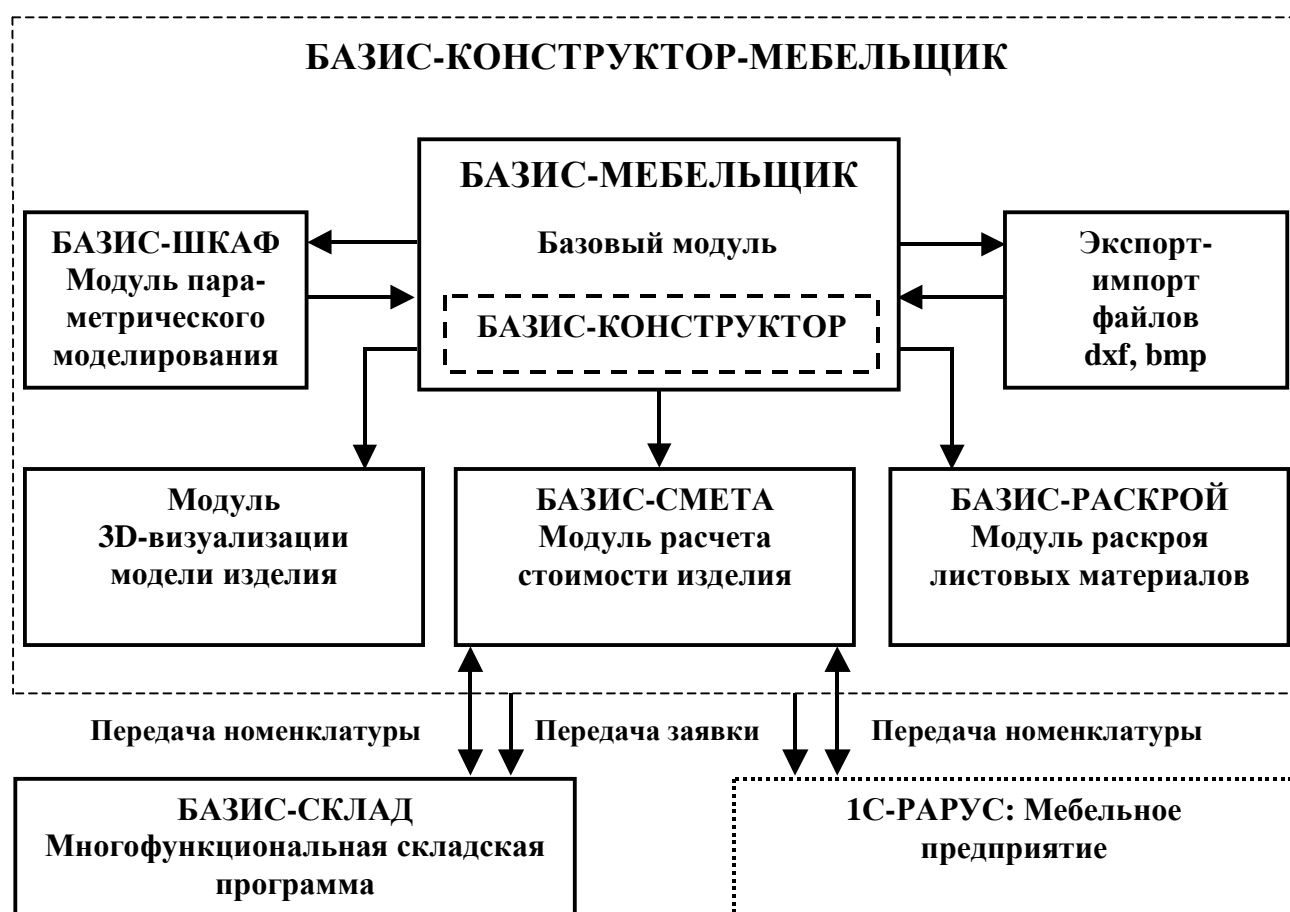 БАЗИС-КОНСТРУКТОР-МЕБЕЛЬЩИК
БАЗИС-МЕБЕЛЬЩИК
Базовый модуль
БАЗИС-КОНСТРУКТОР
БАЗИС-ШКАФ
Модуль пара-
метрического
моделирования
Экспорт-
импорт
файлов
dxf, bmp
Модуль
3D-визуализации
модели изделия
БАЗИС-СМЕТА
Модуль расчета
стоимости изделия
БАЗИС-РАСКРОЙ
Модуль раскроя
листовых материалов
Передача номенклатуры
Передача заявки
Передача номенклатуры
БАЗИС-СКЛАД
Многофункциональная складская
программа
1С-РАРУС: Мебельное
предприятие